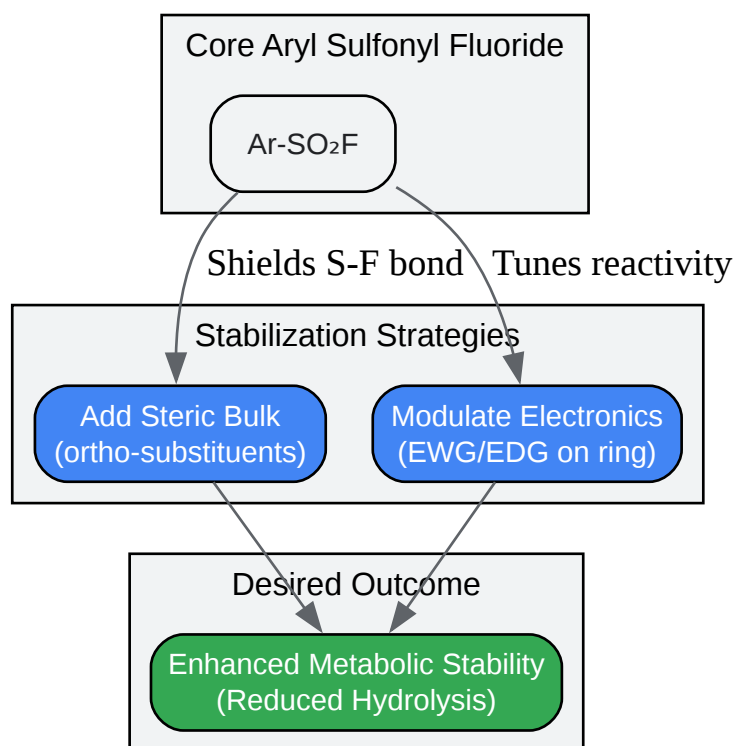 Core Aryl Sulfonyl Fluoride
Ar-SO₂F
Shields S-F bond
Tunes reactivity
Stabilization Strategies
Add Steric Bulk
(ortho-substituents)
Modulate Electronics
(EWG/EDG on ring)
Desired Outcome
Enhanced Metabolic Stability
(Reduced Hydrolysis)